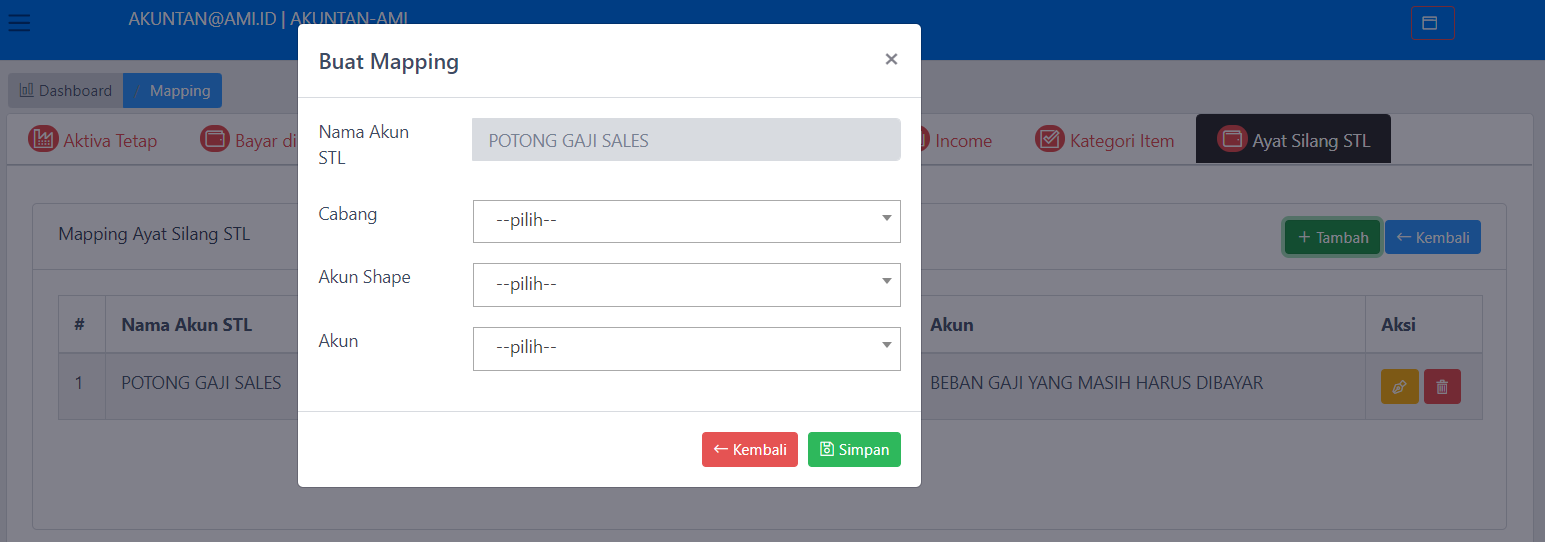 AKUNTAN@AMI.ID | AKUNTAN-AMI
Buat Mapping
×
Dashboard / Mapping
Aktiva Tetap
Bayar di
Income
Kategori Item
Ayat Silang STL
Nama Akun STL
POTONG GAJI SALES
Cabang
--pilih--
Akun Shape
--pilih--
Akun
--pilih--
Kembali
Simpan
Mapping Ayat Silang STL
+ Tambah
Kembali
# Nama Akun STL Akun Aksi
1 POTONG GAJI SALES BEBAN GAJI YANG MASIH HARUS DIBAYAR